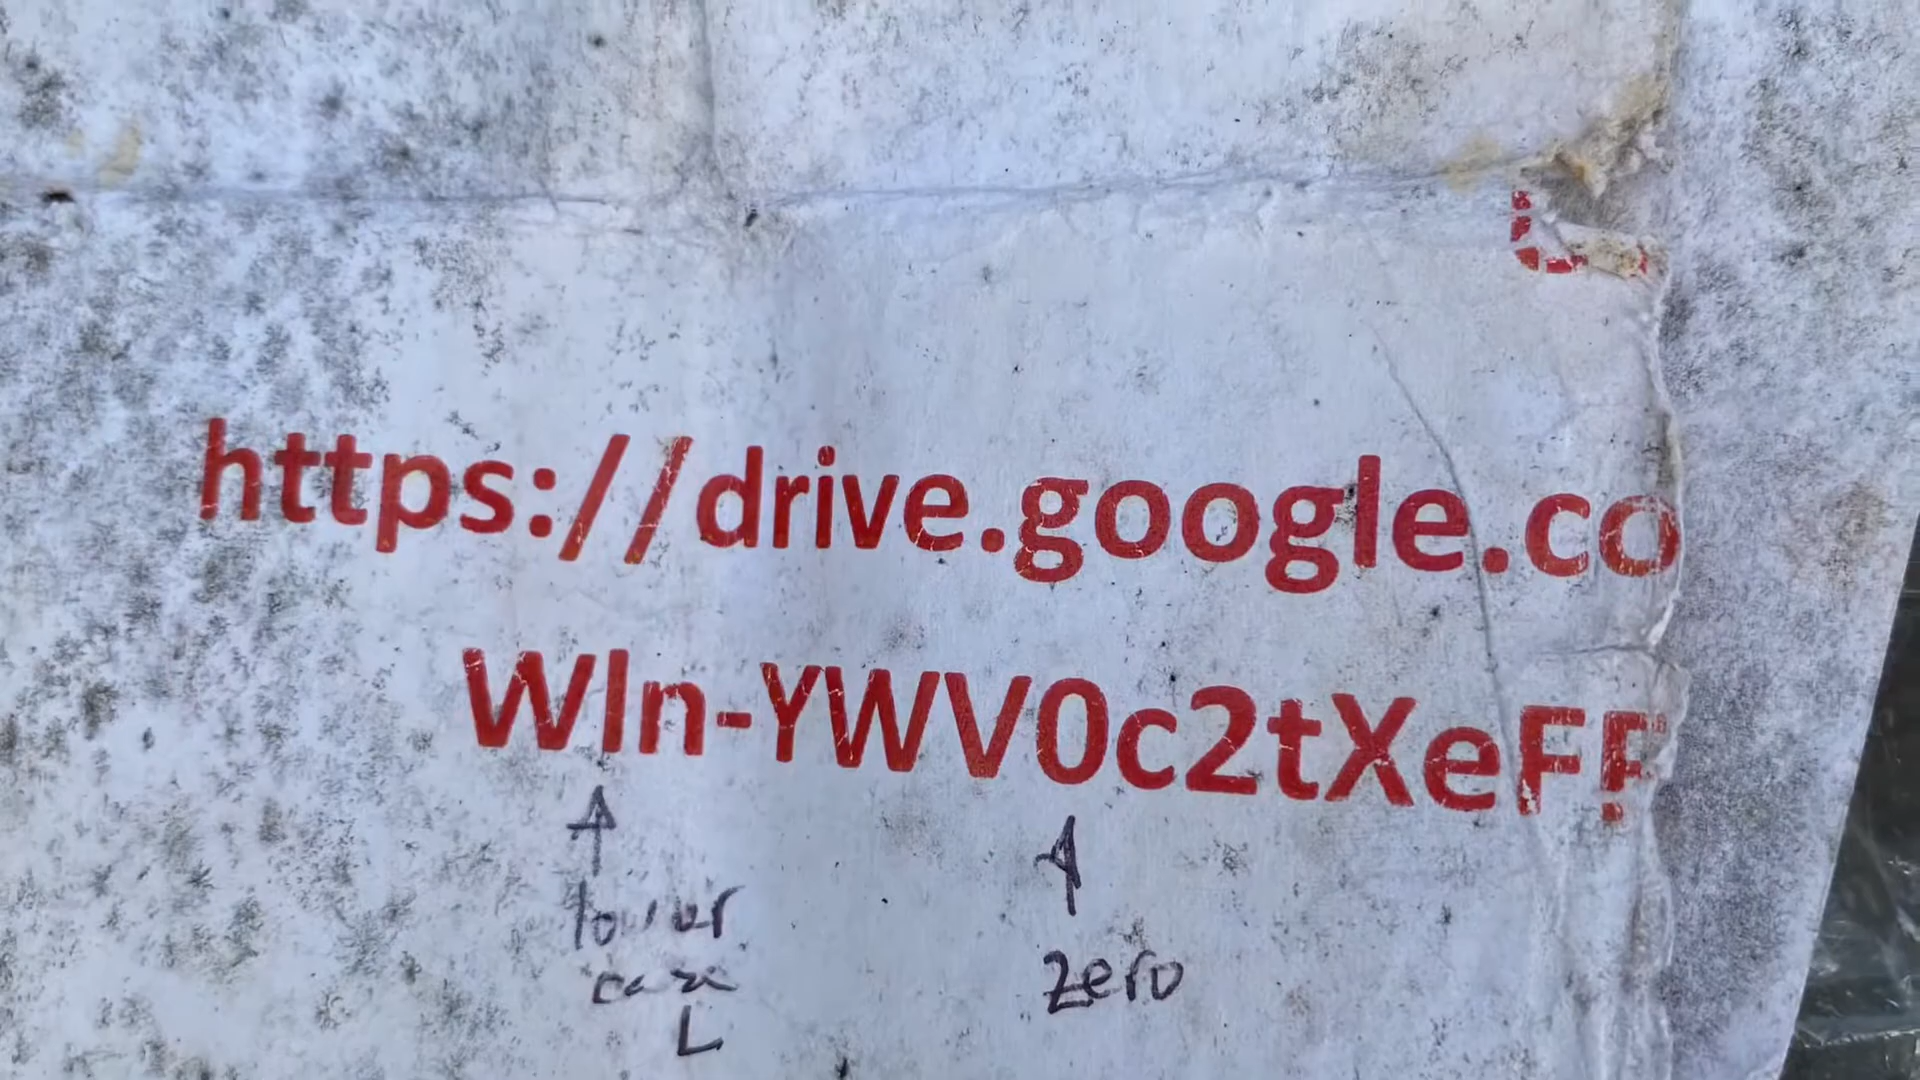 https://drive.google.co
Wln-YWV0c2tXeFF
lower
case
L
zero